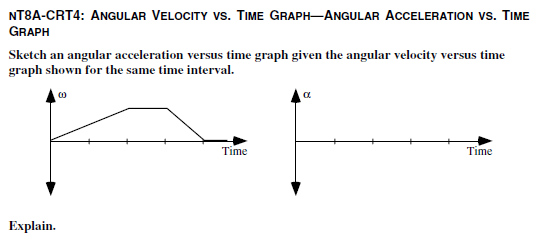 NT8A-CRT4: ANGULAR VELOCITY VS. TIME GRAPH—ANGULAR ACCELERATION VS. TIME
GRAPH
Sketch an angular acceleration versus time graph given the angular velocity versus time
graph shown for the same time interval.
ω
α
Time
Time
Explain.